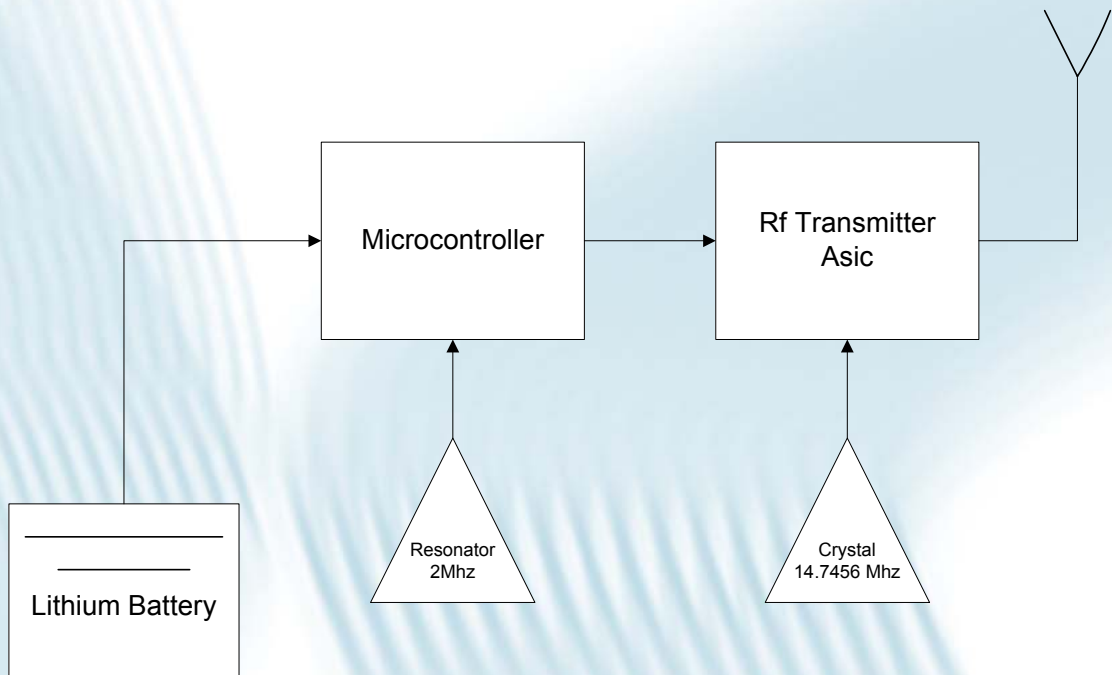 Microcontroller
Rf Transmitter
Asic
Resonator
2Mhz
Crystal
14.7456 Mhz
Lithium Battery